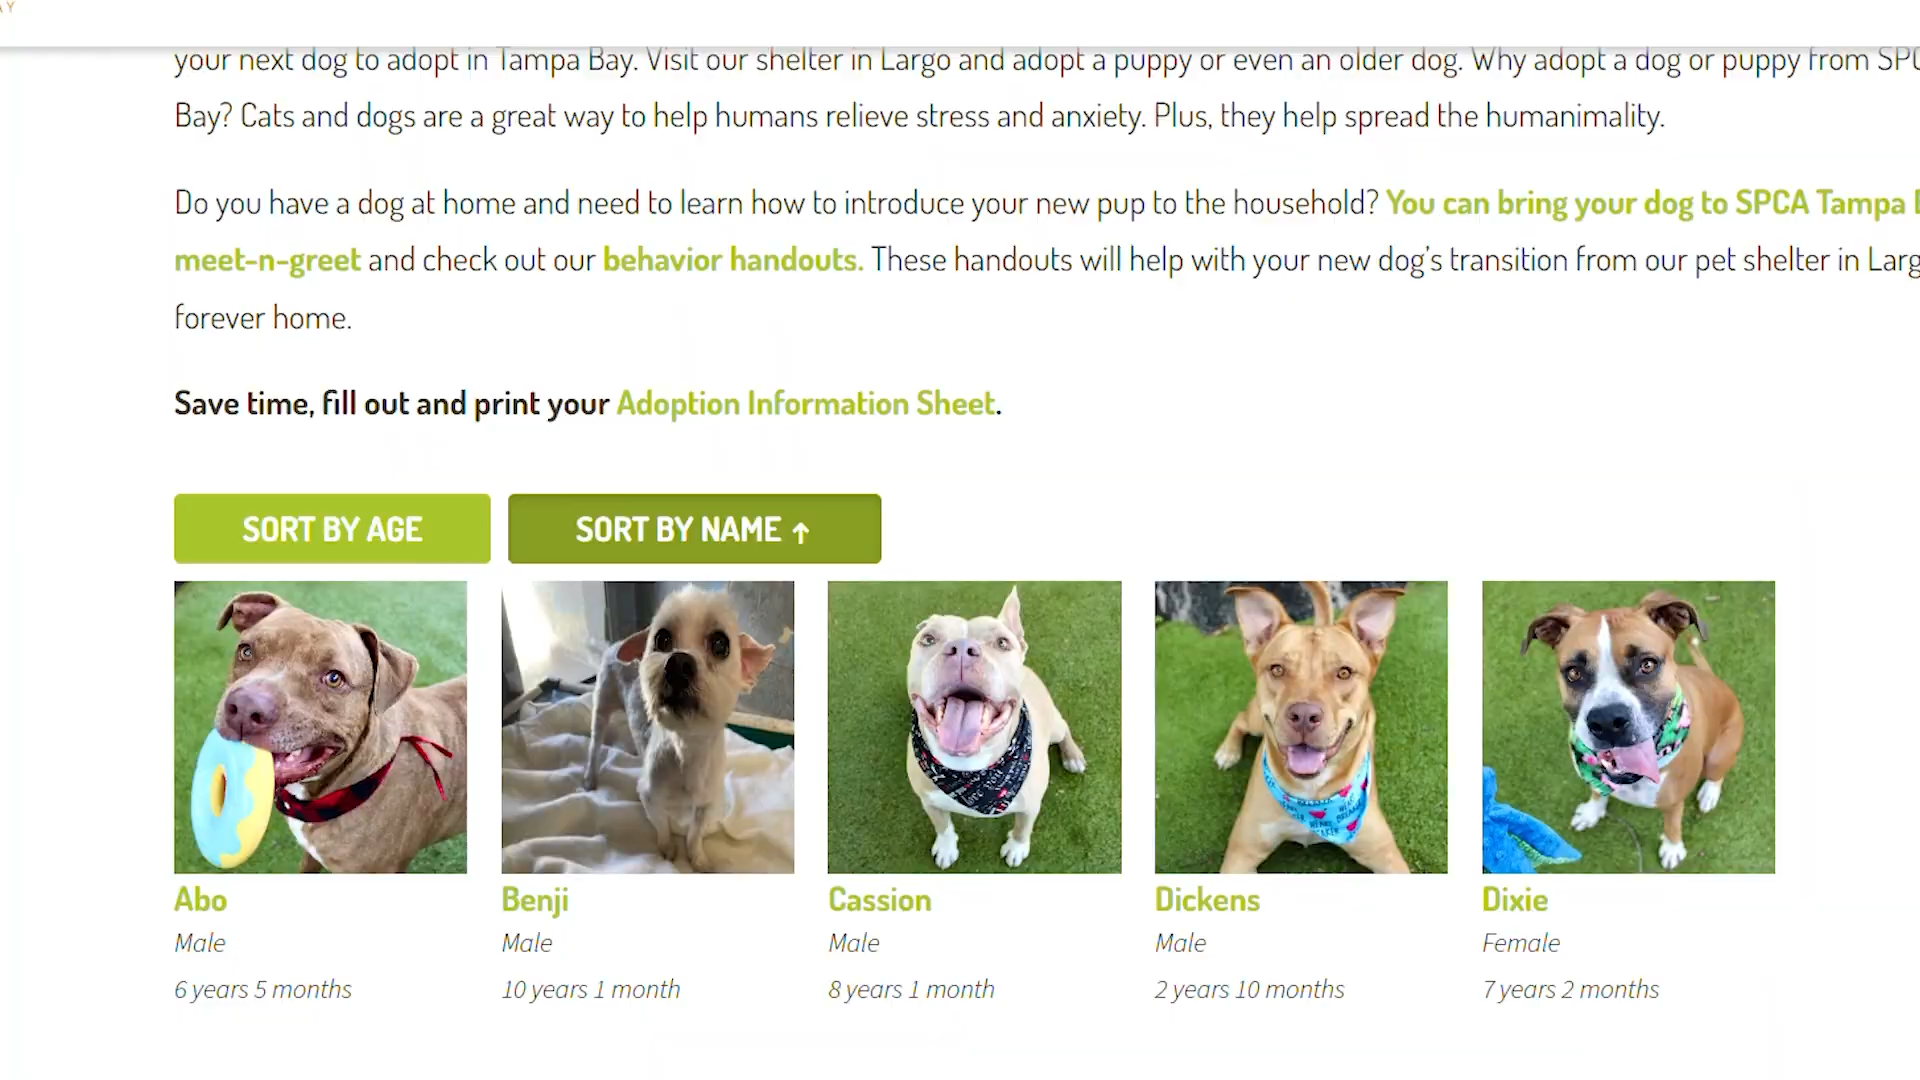 AY
your next dog to adopt in Tampa Bay. Visit our shelter in Largo and adopt a puppy or even an older dog. Why adopt a dog or puppy from
Bay? Cats and dogs are a great way to help humans relieve stress and anxiety. Plus, they help spread the humanimality.
Do you have a dog at home and need to learn how to introduce your new pup to the household? You can bring your dog to SPCA Tampa
meet-n-greet and check out our behavior handouts. These handouts will help with your new dog's transition from our pet shelter in
forever home.
Save time, fill out and print your Adoption Information Sheet.
SORT BY AGE
SORT BY NAME ↑
Abo
Male
6 years 5 months
Benji
Male
10 years 1 month
Cassion
Male
8 years 1 month
Dickens
Male
2 years 10 months
Dixie
Female
7 years 2 months